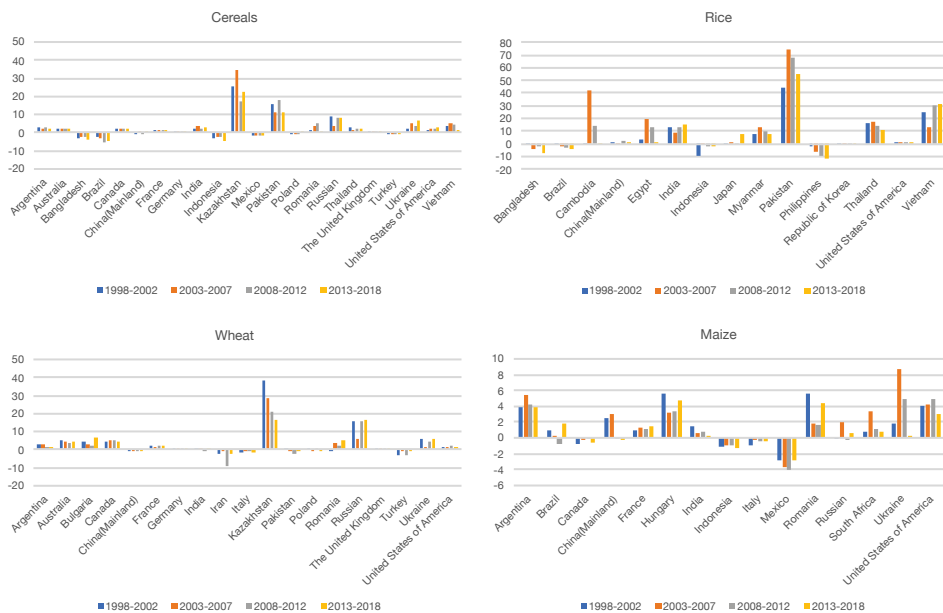 Cereals
50
40
30
20
10
0
-10
-20
Argentina
Australia
Bangladesh
Brazil
Canada
China(Mainland)
France
Germany
India
Indonesia
Kazakhstan
Mexico
Pakistan
Poland
Romania
Russian
Thailand
The United Kingdom
Turkey
Ukraine
United States of America
Vietnam
1998-2002 2003-2007 2008-2012 2013-2018
Rice
80
70
60
50
40
30
20
10
0
-10
-20
Bangladesh
Brazil
Cambodia
China(Mainland)
Egypt
India
Indonesia
Japan
Myanmar
Pakistan
Philippines
Republic of Korea
Thailand
United States of America
Vietnam
1998-2002 2003-2007 2008-2012 2013-2018
Wheat
50
40
30
20
10
0
-10
-20
Argentina
Australia
Bulgaria
Canada
China(Mainland)
France
Germany
India
Iran
Italy
Kazakhstan
Pakistan
Poland
Romania
Russian
The United Kingdom
Turkey
Ukraine
United States of America
1998-2002 2003-2007 2008-2012 2013-2018
Maize
10
8
6
4
2
0
-2
-4
-6
Argentina
Brazil
Canada
China(Mainland)
France
Hungary
India
Indonesia
Italy
Mexico
Romania
Russian
South Africa
Ukraine
United States of America
1998-2002 2003-2007 2008-2012 2013-2018